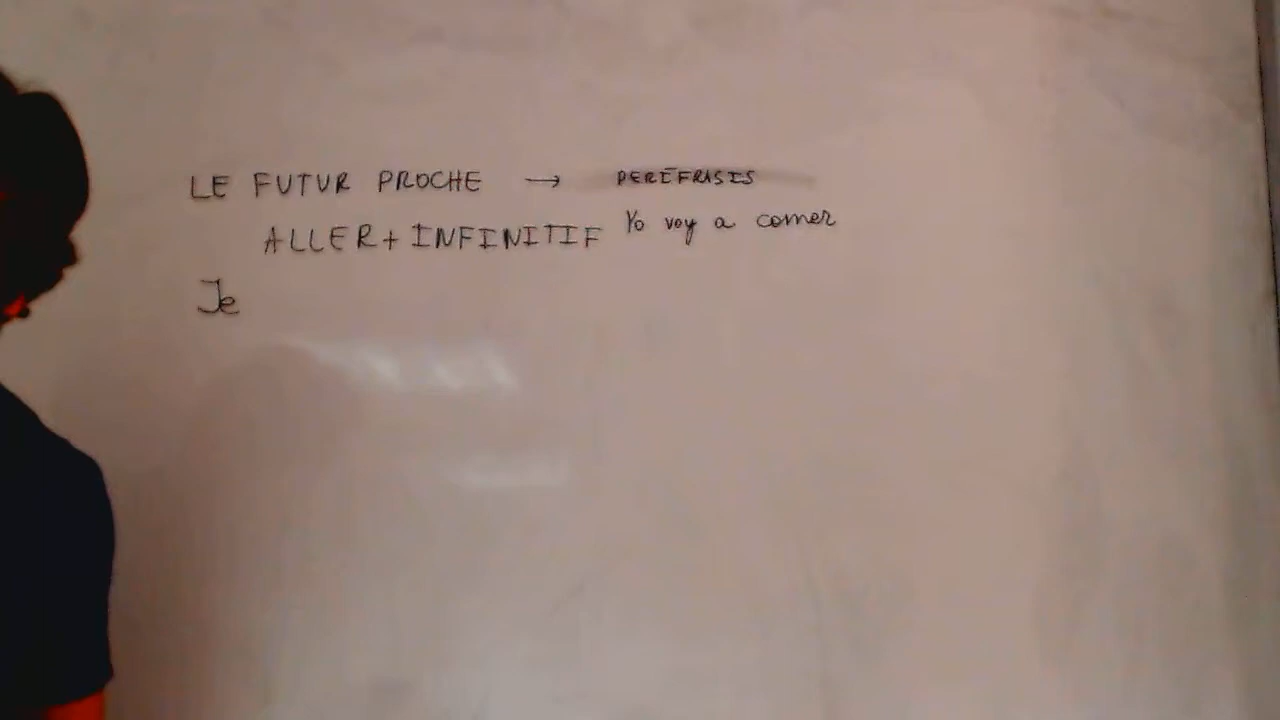 LE FUTUR PROCHE → PERÍFRASIS
ALLER + INFINITIF Yo voy a comer
Je